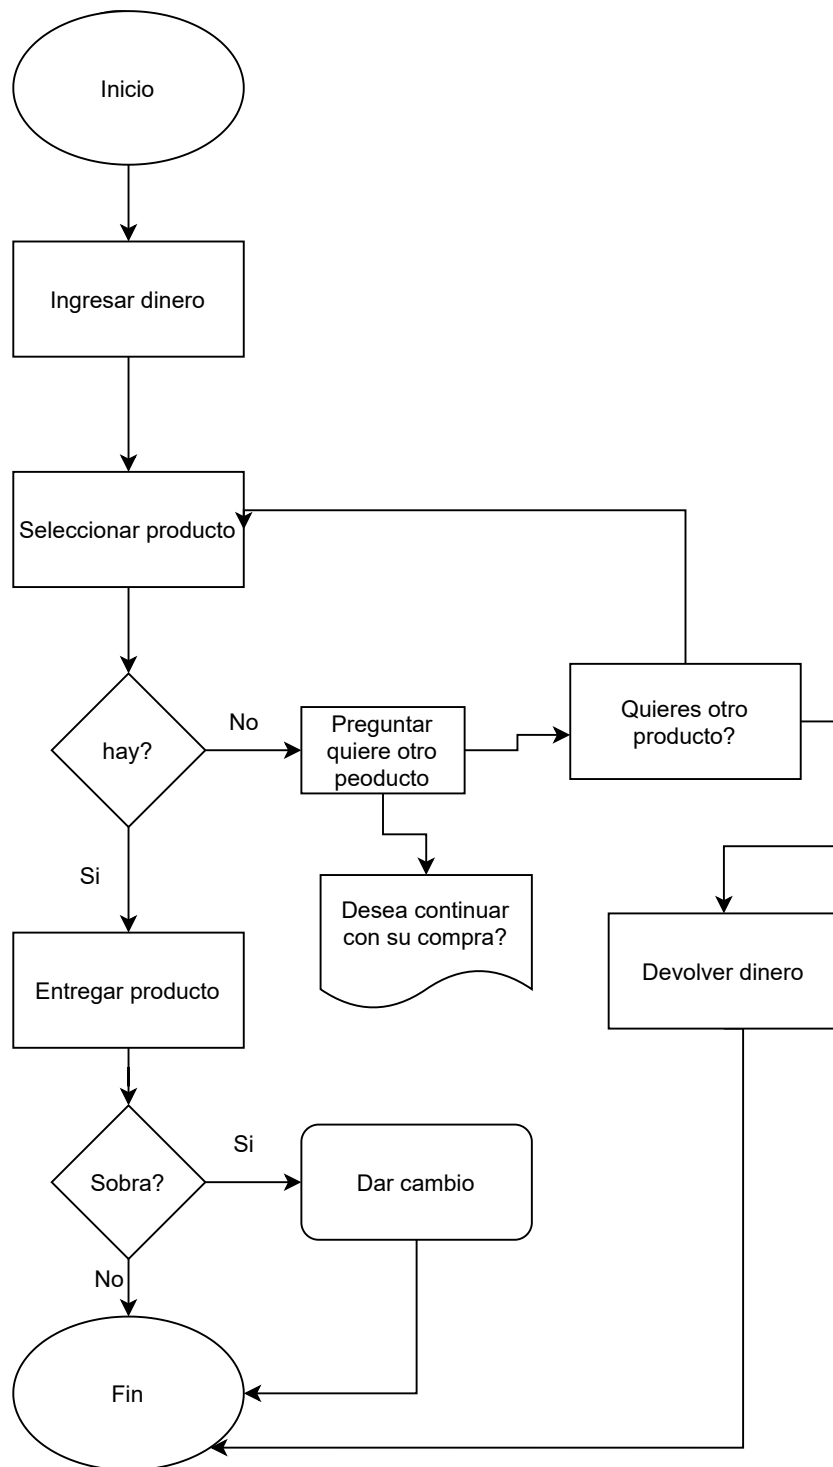 Inicio
Ingresar dinero
Seleccionar producto
hay?
No
Preguntar
quiere otro
peoducto
Quieres otro
producto?
Si
Desea continuar
con su compra?
Entregar producto
Devolver dinero
Sobra?
Si
Dar cambio
No
Fin